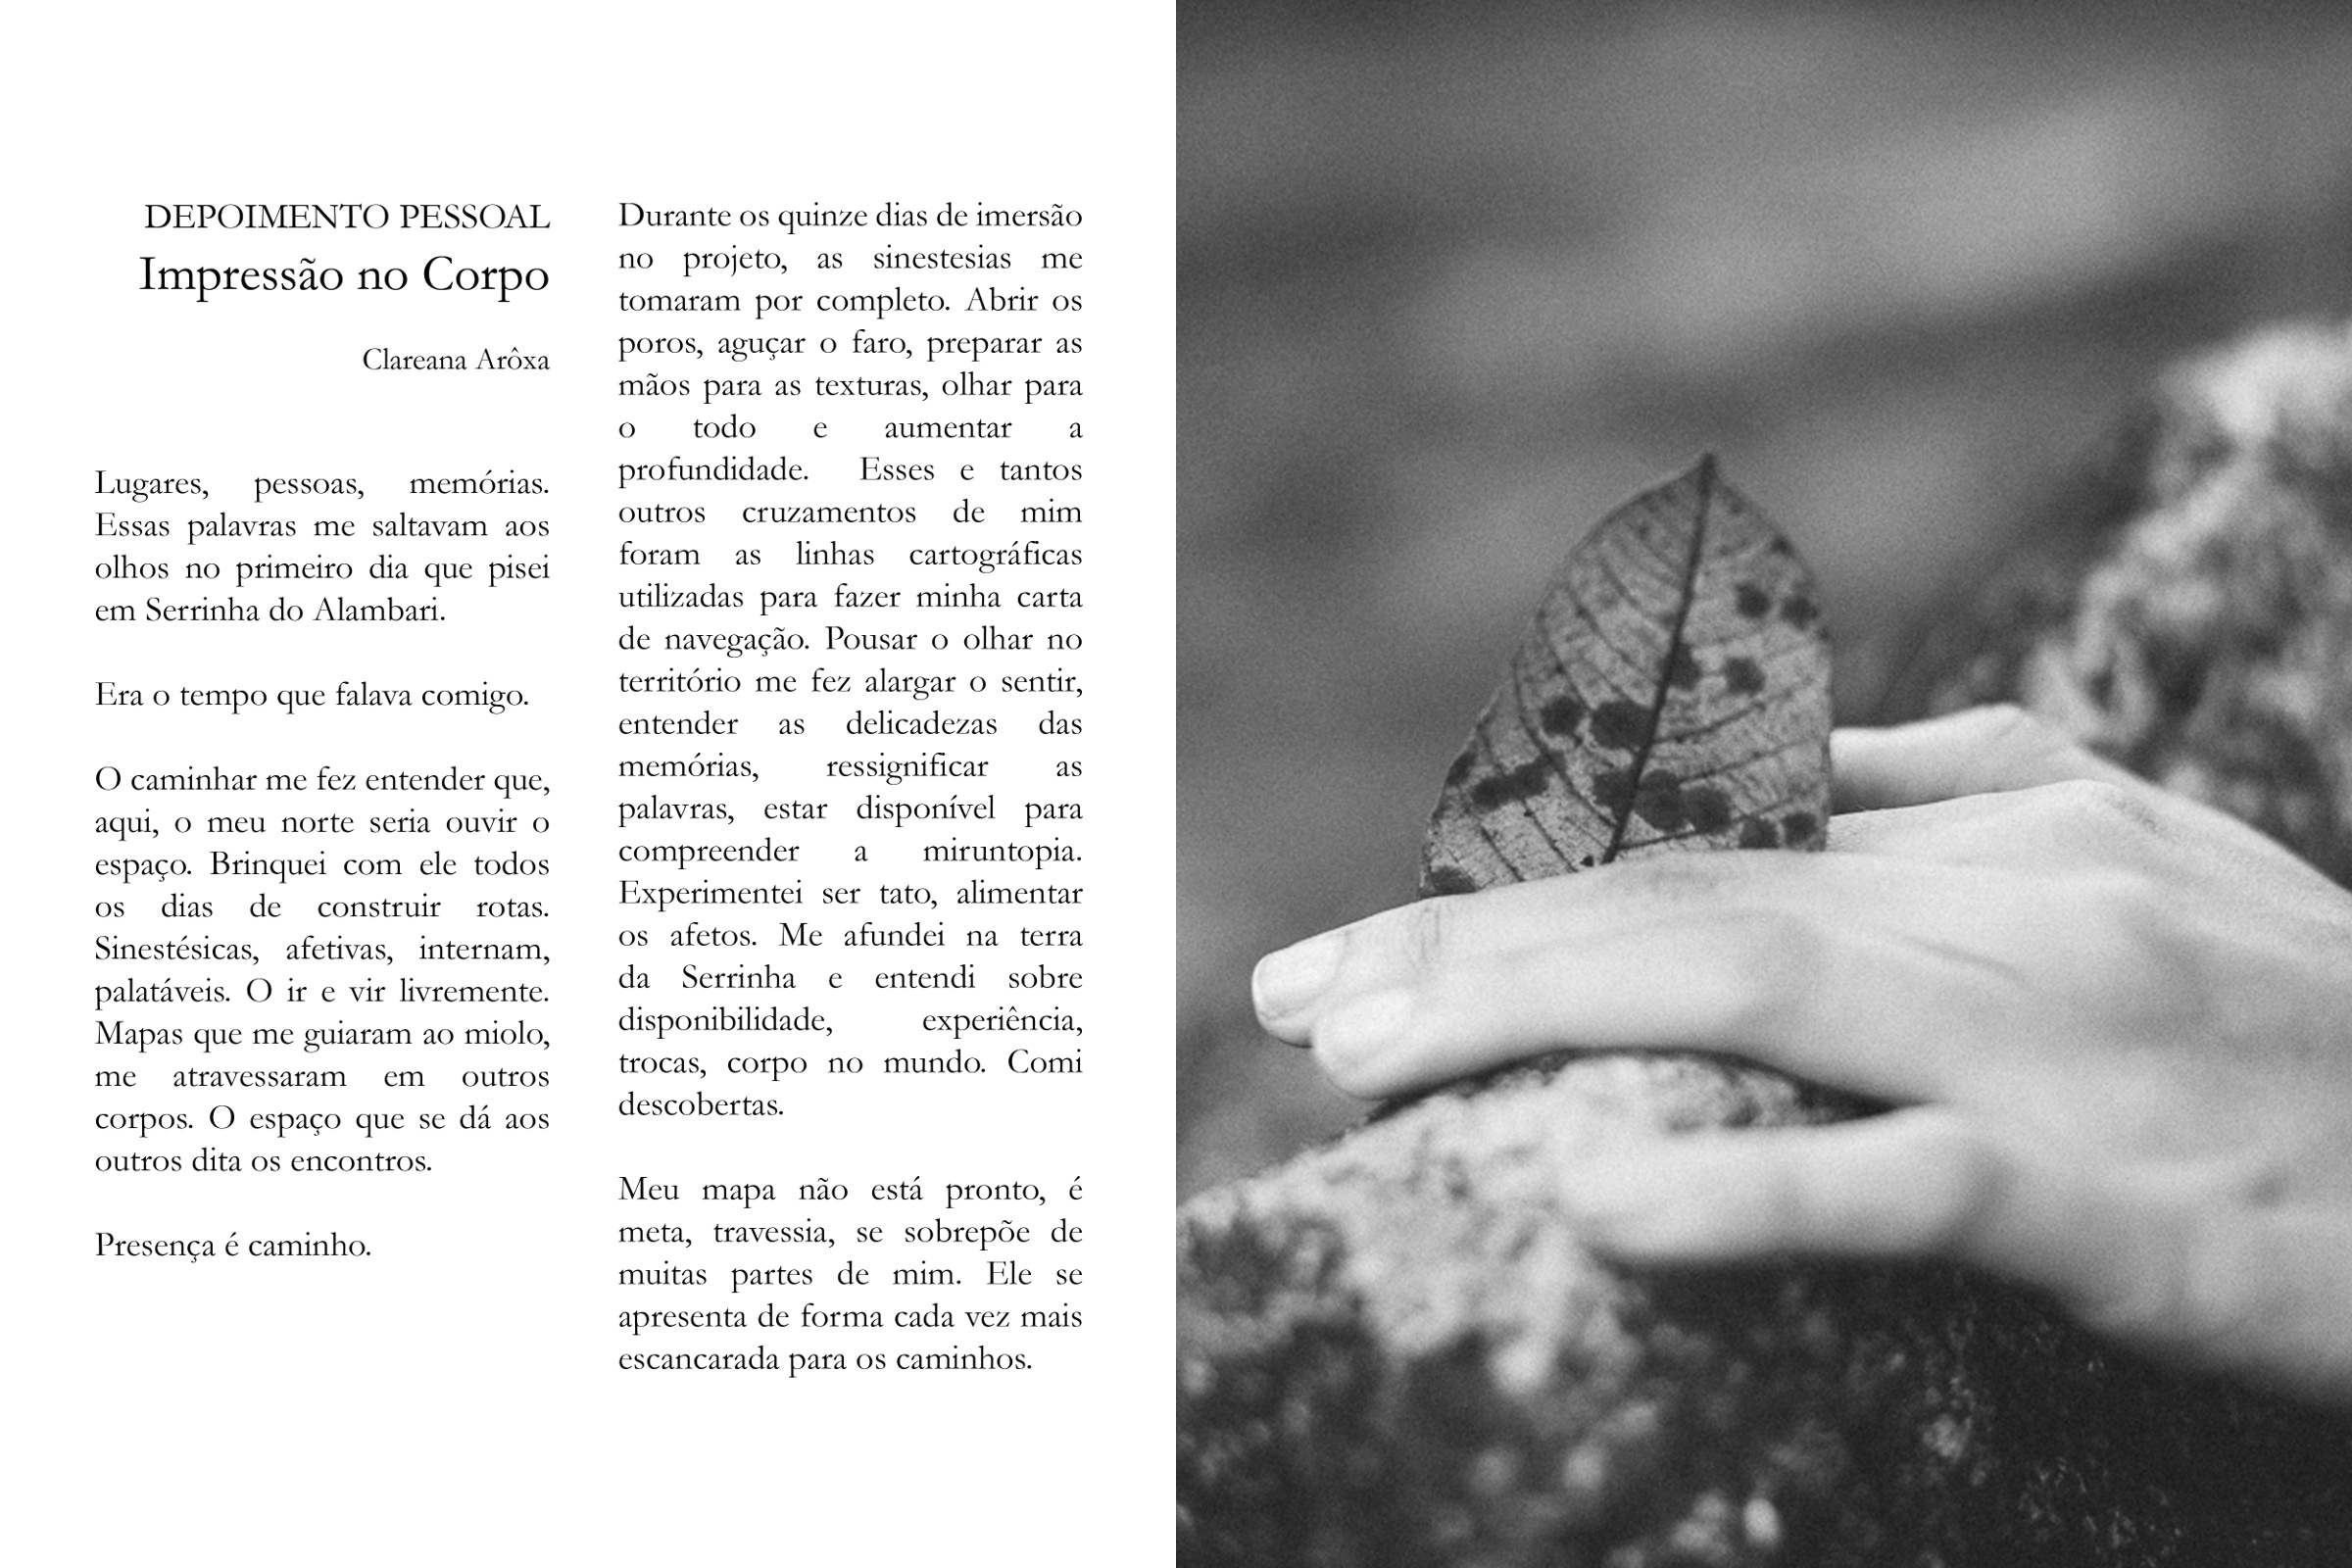 DEPOIMENTO PESSOAL
Impressão no Corpo
Clareana Arôxa
Lugares, pessoas, memórias.
Essas palavras me saltavam aos
olhos no primeiro dia que pisei
em Serrinha do Alambari.
Era o tempo que falava comigo.
O caminhar me fez entender que,
aqui, o meu norte seria ouvir o
espaço. Brinquei com ele todos
os dias de construir rotas.
Sinestésicas, afetivas, internam,
palatáveis. O ir e vir livremente.
Mapas que me guiaram ao miolo,
me atravessaram em outros
corpos. O espaço que se dá aos
outros dita os encontros.
Presença é caminho.
Durante os quinze dias de imersão
no projeto, as sinestesias me
tomaram por completo. Abrir os
poros, aguçar o faro, preparar as
mãos para as texturas, olhar para
o todo e aumentar a
profundidade. Esses e tantos
outros cruzamentos de mim
foram as linhas cartográficas
utilizadas para fazer minha carta
de navegação. Pousar o olhar no
território me fez alargar o sentir,
entender as delicadezas das
memórias, ressignificar as
palavras, estar disponível para
compreender a miruntopia.
Experimentei ser tato, alimentar
os afetos. Me afundei na terra
da Serrinha e entendi sobre
disponibilidade, experiência,
trocas, corpo no mundo. Comi
descobertas.
Meu mapa não está pronto, é
meta, travessia, se sobrepõe de
muitas partes de mim. Ele se
apresenta de forma cada vez mais
escancarada para os caminhos.